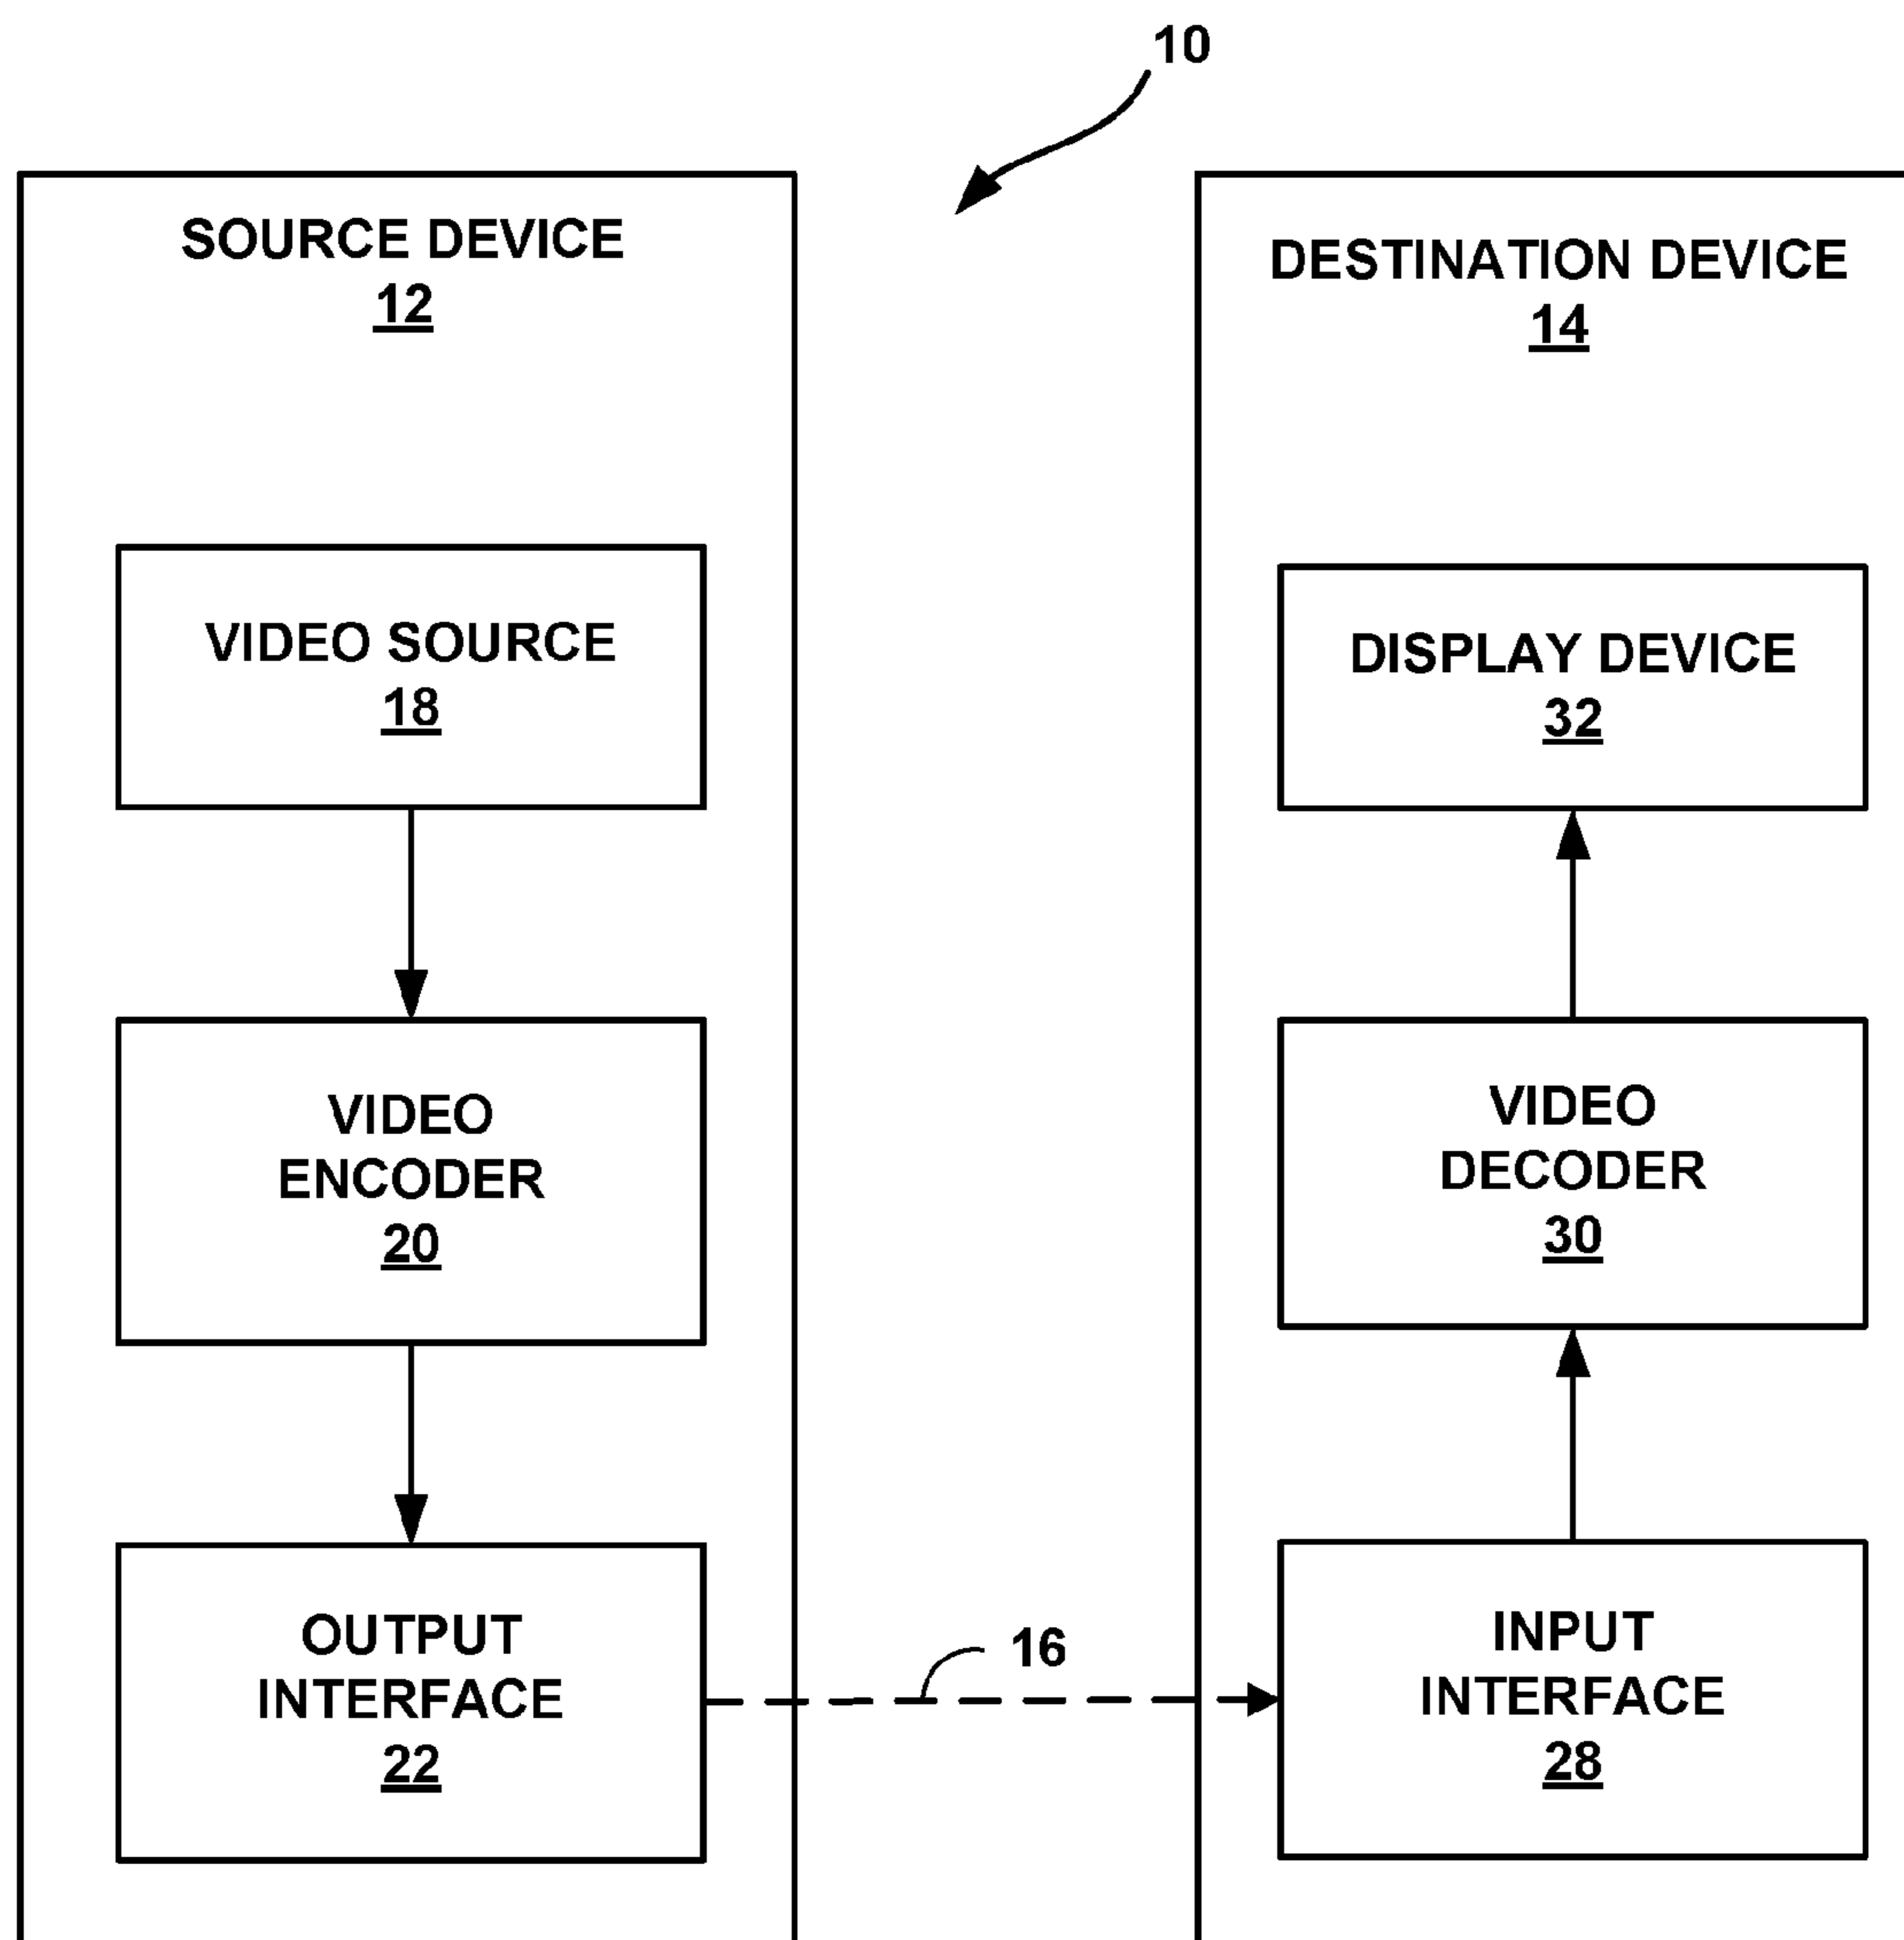 10
SOURCE DEVICE
12
VIDEO SOURCE
18
VIDEO
ENCODER
20
OUTPUT
INTERFACE
22
16
DESTINATION DEVICE
14
DISPLAY DEVICE
32
VIDEO
DECODER
30
INPUT
INTERFACE
28